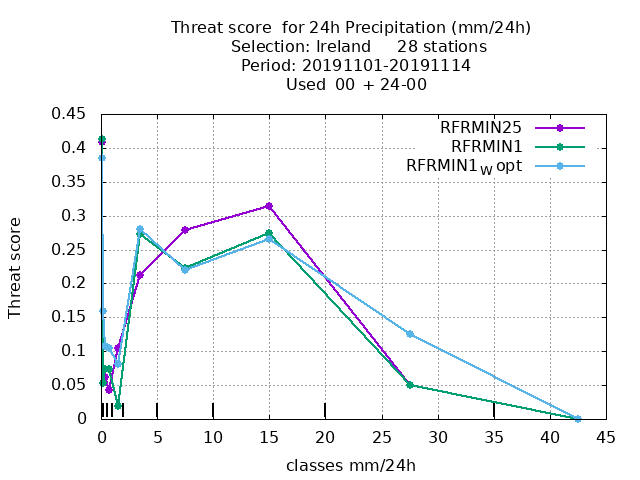 Threat score  for 24h Precipitation (mm/24h)
Selection: Ireland     28 stations
Period: 20191101-20191114
Used  00  + 24-00
RFRMIN25
RFRMIN1
RFRMIN1W opt
Threat score
0.45
0.4
0.35
0.3
0.25
0.2
0.15
0.1
0.05
0
0 5 10 15 20 25 30 35 40 45
classes mm/24h